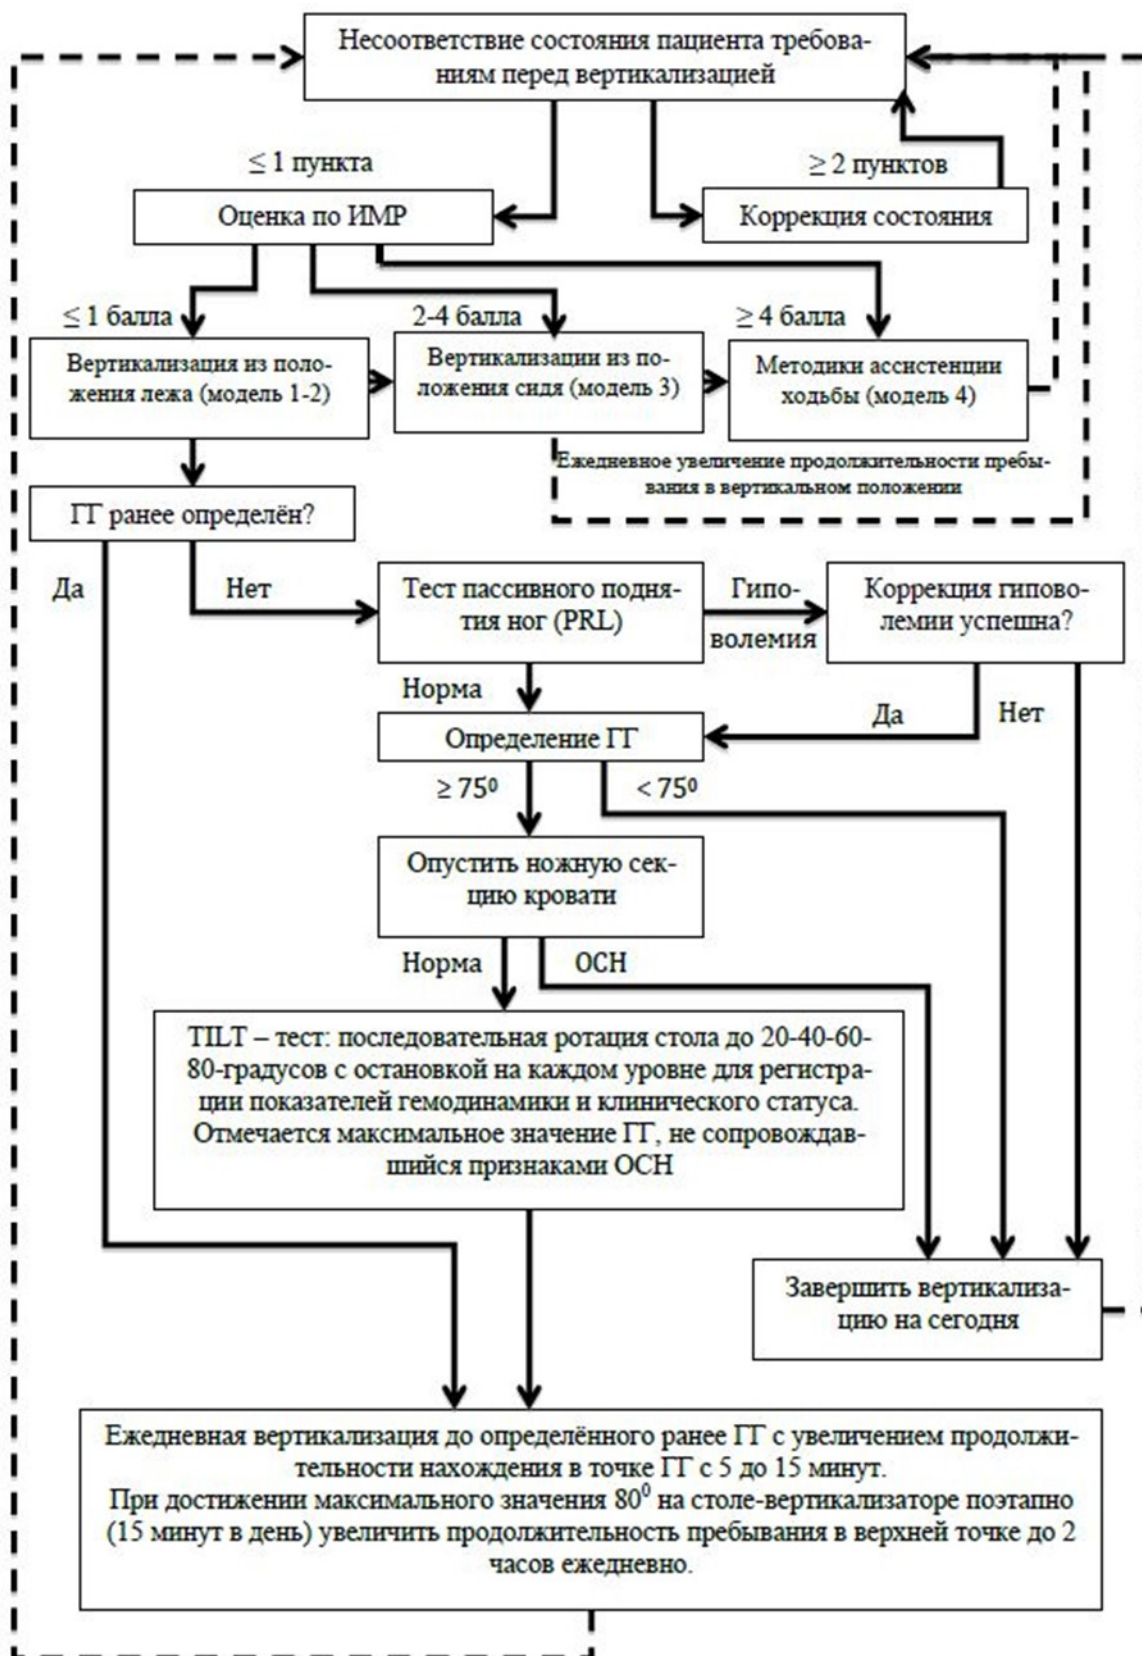 Несоответствие состояния пациента требова-
ниям перед вертикализацией
≤ 1 пункта
≥ 2 пунктов
Оценка по ИМР
Коррекция состояния
≤ 1 балла
2-4 балла
≥ 4 балла
Вертикализация из поло-
жения лежа (модель 1-2)
Вертикализации из по-
ложения сидя (модель 3)
Методики ассистенции
ходьбы (модель 4)
Ежедневное увеличение продолжительности пребы-
вания в вертикальном положении
ГГ ранее определён?
Да
Нет
Тест пассивного подня-
тия ног (PRL)
Гипо-
волемия
Коррекция гипово-
лемии успешна?
Норма
Да
Нет
Определение ГГ
≥ 75⁰
< 75⁰
Опустить ножную сек-
цию кровати
Норма
ОСН
TILT – тест: последовательная ротация стола до 20-40-60-
80-градусов с остановкой на каждом уровне для регистра-
ции показателей гемодинамики и клинического статуса.
Отмечается максимальное значение ГГ, не сопровождав-
шийся признаками ОСН
Завершить вертикализа-
цию на сегодня
Ежедневная вертикализация до определённого ранее ГГ с увеличением продолжи-
тельности нахождения в точке ГГ с 5 до 15 минут.
При достижении максимального значения 80⁰ на столе-вертикализаторе поэтапно
(15 минут в день) увеличить продолжительность пребывания в верхней точке до 2
часов ежедневно.